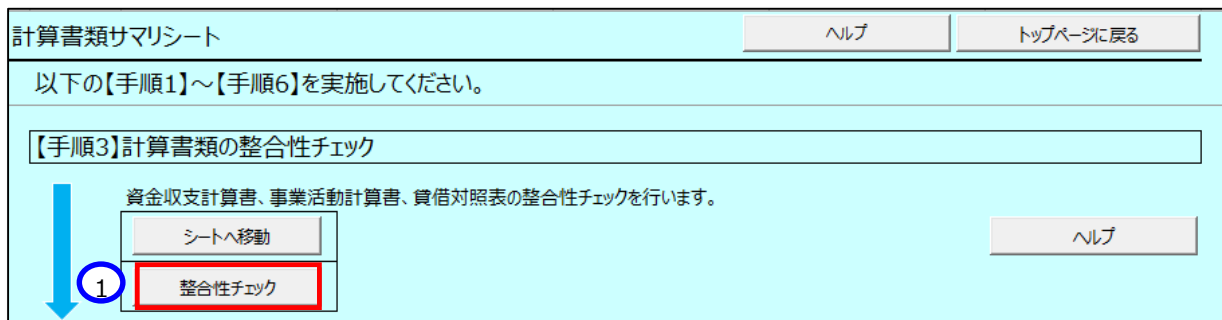 計算書類サマリシート
ヘルプ
トップページに戻る
以下の【手順1】～【手順6】を実施してください。
【手順3】計算書類の整合性チェック
資金収支計算書、事業活動計算書、貸借対照表の整合性チェックを行います。
シートへ移動
ヘルプ
1
整合性チェック